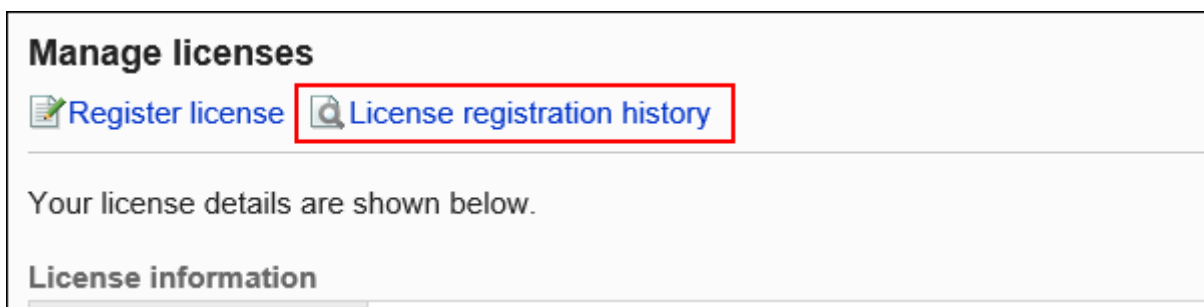 Manage licenses
Register license License registration history
Your license details are shown below.
License information